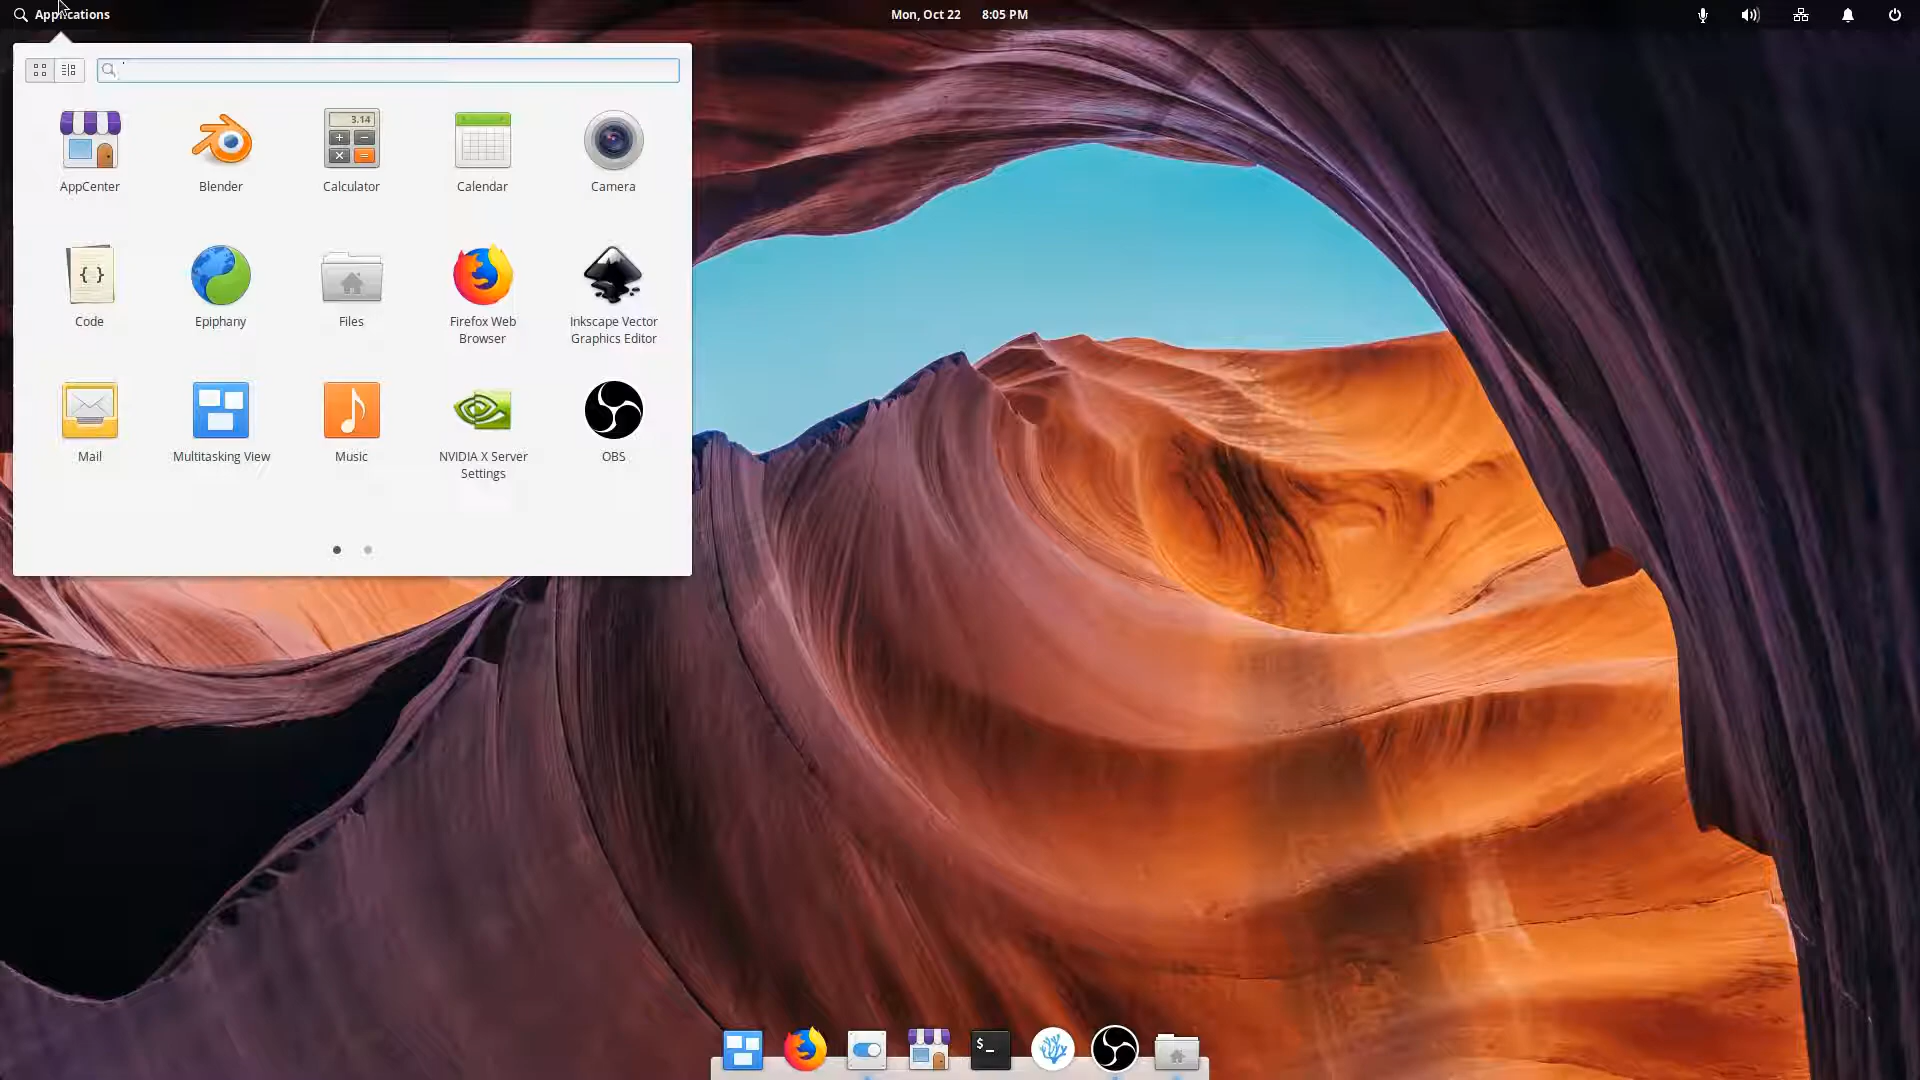 Applications
Mon, Oct 22 8:05 PM
3.14
AppCenter
Blender
Calculator
Calendar
Camera
{ }
Code
Epiphany
Files
Firefox Web
Browser
Inkscape Vector
Graphics Editor
Mail
Multitasking View
Music
NVIDIA X Server
Settings
OBS
$_